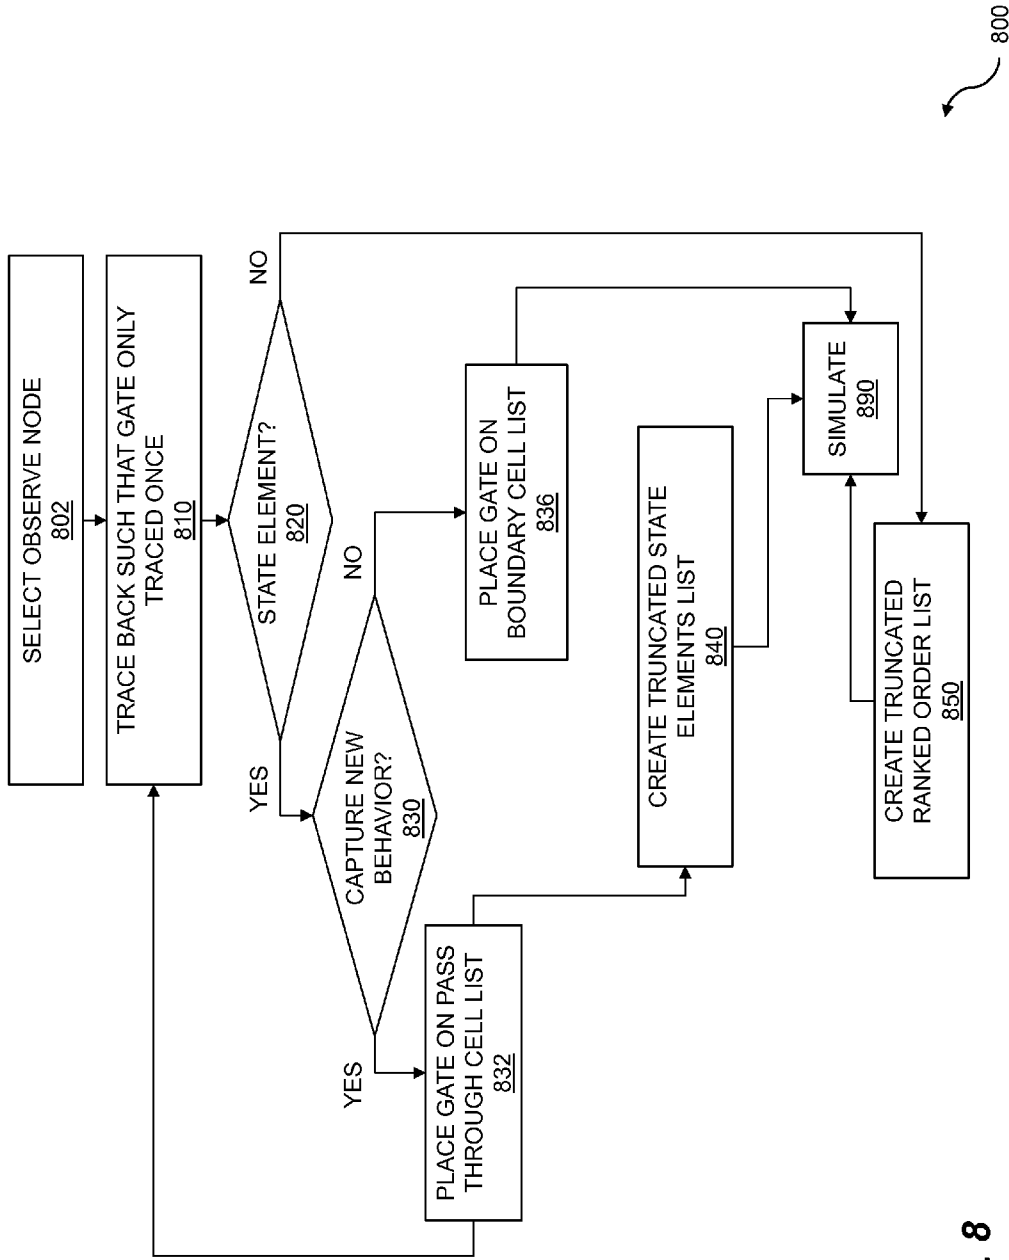 SELECT OBSERVE NODE
802
TRACE BACK SUCH THAT GATE ONLY
TRACED ONCE
810
STATE ELEMENT?
820
YES
NO
CAPTURE NEW
BEHAVIOR?
830
YES
NO
PLACE GATE ON PASS
THROUGH CELL LIST
832
PLACE GATE ON
BOUNDARY CELL LIST
836
CREATE TRUNCATED STATE
ELEMENTS LIST
840
CREATE TRUNCATED
RANKED ORDER LIST
850
SIMULATE
890
800
. 8